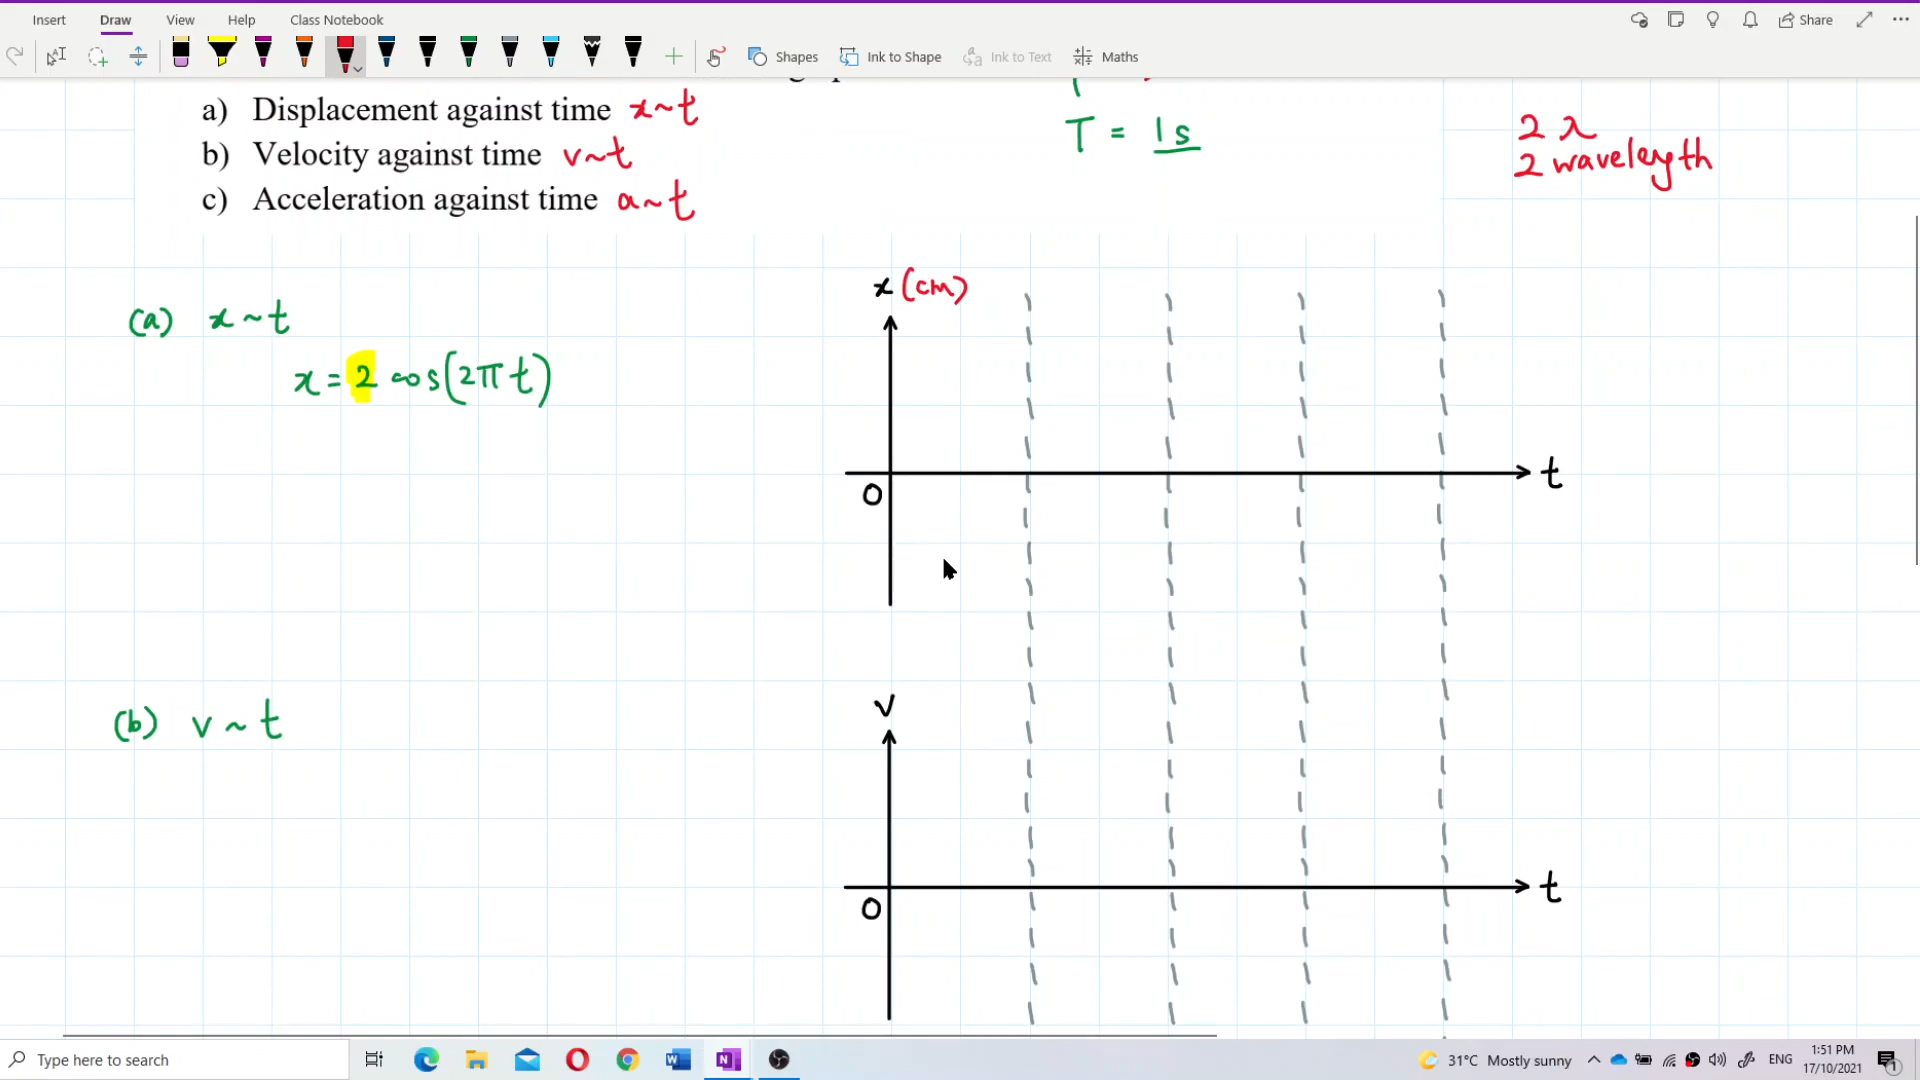 Insert Draw View Help Class Notebook Share
Shapes Ink to Shape Ink to Text Maths
a) Displacement against time x~t
T = 1s
2 λ
b) Velocity against time v~t
2 wavelength
c) Acceleration against time a~t
x (cm)
(a) x~t
x = 2 cos(2πt)
t
0
(b) v~t
v
t
0
Type here to search
31°C Mostly sunny
ENG
1:51 PM
17/10/2021
1